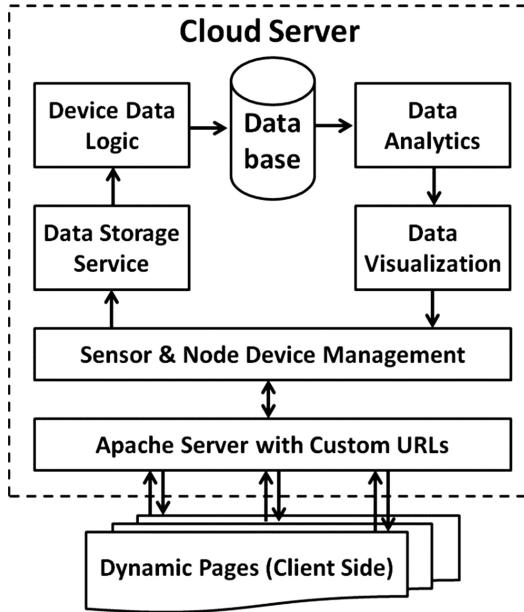 Cloud Server
Device Data
Logic
Data
base
Data
Analytics
Data Storage
Service
Data
Visualization
Sensor & Node Device Management
Apache Server with Custom URLs
Dynamic Pages (Client Side)